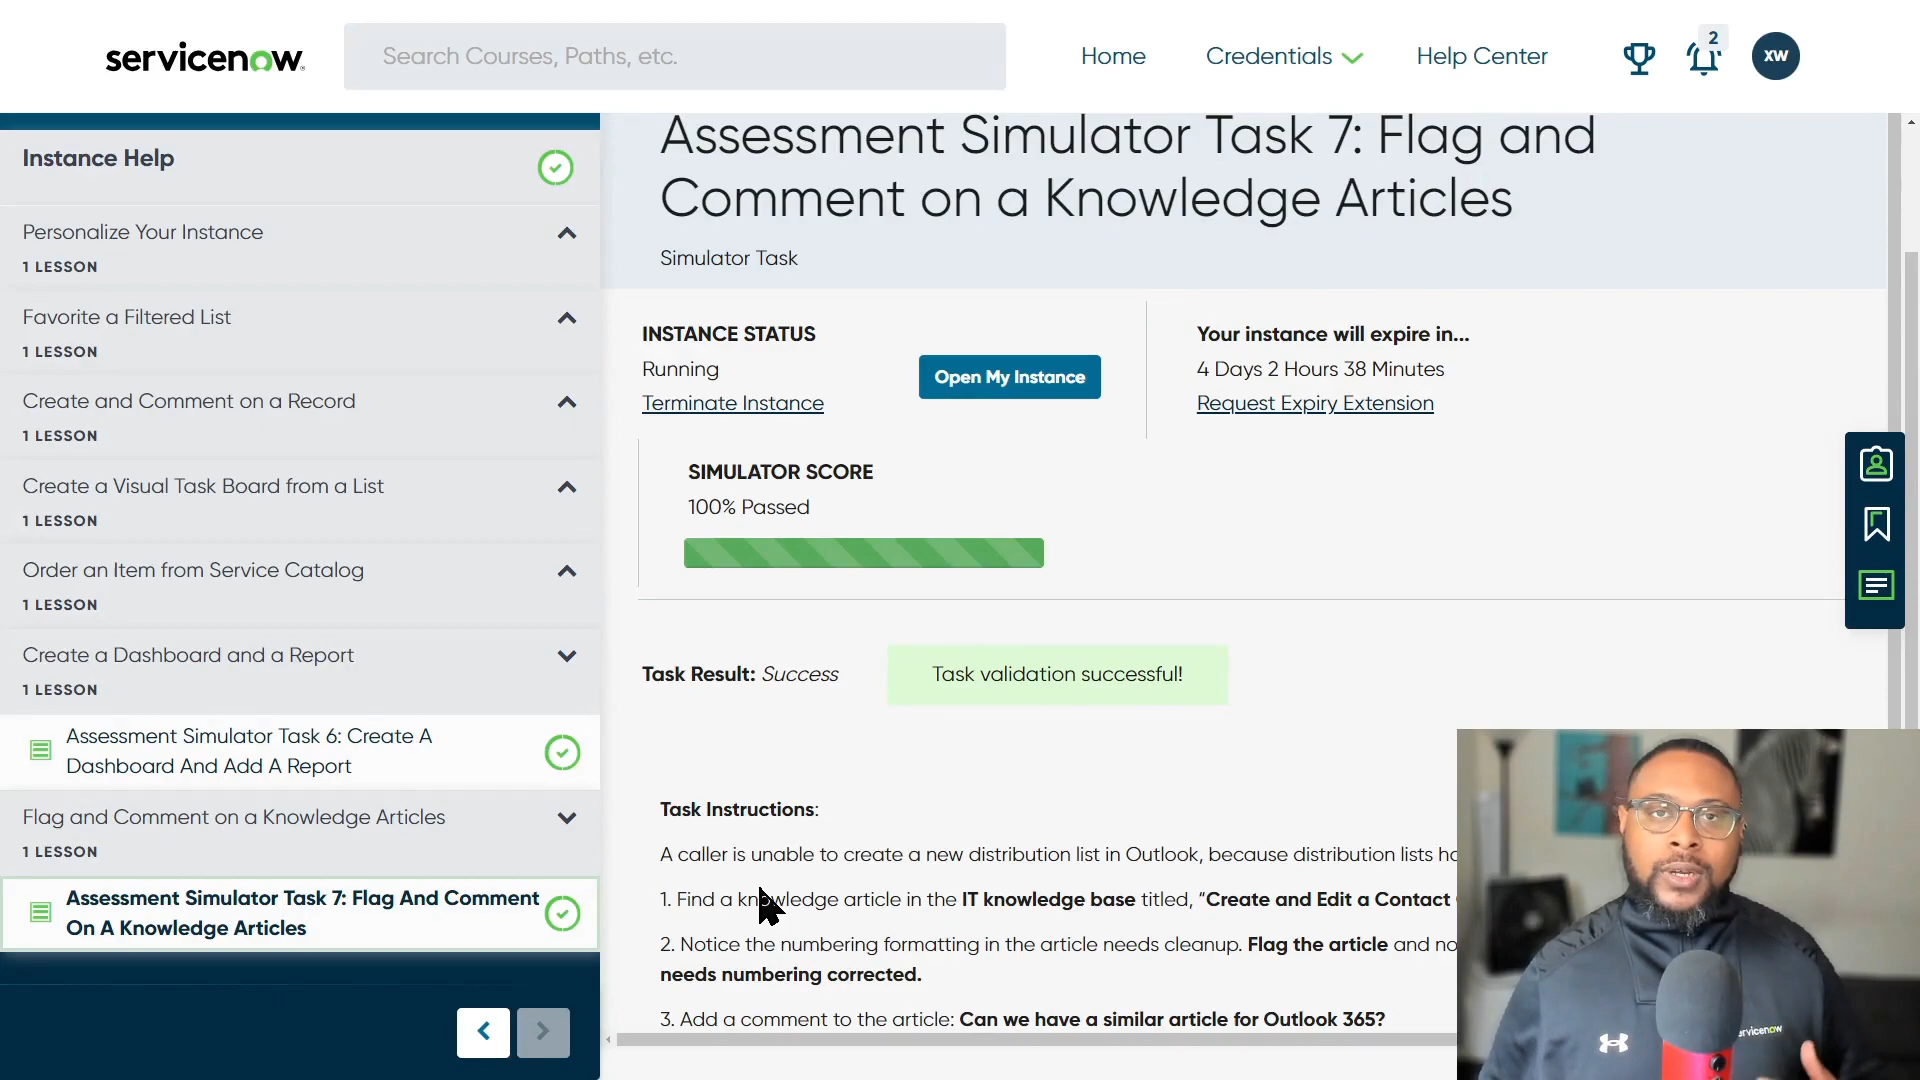 servicenow
Search Courses, Paths, etc.
Home
Credentials
Help Center
2
XW
Instance Help
Personalize Your Instance
1 LESSON
Favorite a Filtered List
1 LESSON
Create and Comment on a Record
1 LESSON
Create a Visual Task Board from a List
1 LESSON
Order an Item from Service Catalog
1 LESSON
Create a Dashboard and a Report
1 LESSON
Assessment Simulator Task 6: Create A
Dashboard And Add A Report
Flag and Comment on a Knowledge Articles
1 LESSON
Assessment Simulator Task 7: Flag And Comment
On A Knowledge Articles
Assessment Simulator Task 7: Flag and
Comment on a Knowledge Articles
Simulator Task
INSTANCE STATUS
Running
Terminate Instance
Open My Instance
Your instance will expire in...
4 Days 2 Hours 38 Minutes
Request Expiry Extension
SIMULATOR SCORE
100% Passed
Task Result: Success
Task validation successful!
Task Instructions:
A caller is unable to create a new distribution list in Outlook, because distribution lists
1. Find a knowledge article in the IT knowledge base titled, "Create and Edit a Contact
2. Notice the numbering formatting in the article needs cleanup. Flag the article and
needs numbering corrected.
3. Add a comment to the article: Can we have a similar article for Outlook 365?
servicenow